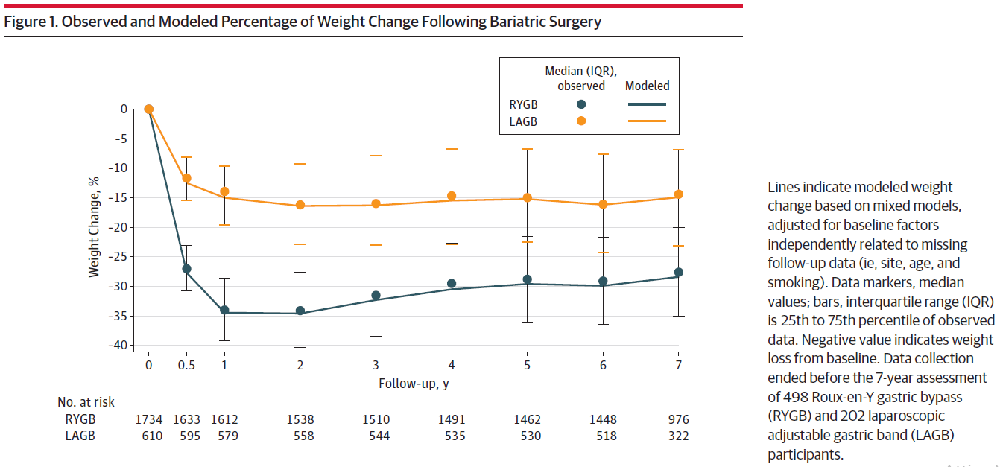 Figure 1. Observed and Modeled Percentage of Weight Change Following Bariatric Surgery
Median (IQR),
observed Modeled
RYGB
LAGB
0
-5
-10
-15
-20
-25
-30
-35
-40
Weight Change, %
0 0.5 1 2 3 4 5 6 7
Follow-up, y
No. at risk
RYGB 1734 1633 1612 1538 1510 1491 1462 1448 976
LAGB 610 595 579 558 544 535 530 518 322
Lines indicate modeled weight
change based on mixed models,
adjusted for baseline factors
independently related to missing
follow-up data (ie, site, age, and
smoking). Data markers, median
values; bars, interquartile range (IQR)
is 25th to 75th percentile of observed
data. Negative value indicates weight
loss from baseline. Data collection
ended before the 7-year assessment
of 498 Roux-en-Y gastric bypass
(RYGB) and 202 laparoscopic
adjustable gastric band (LAGB)
participants.